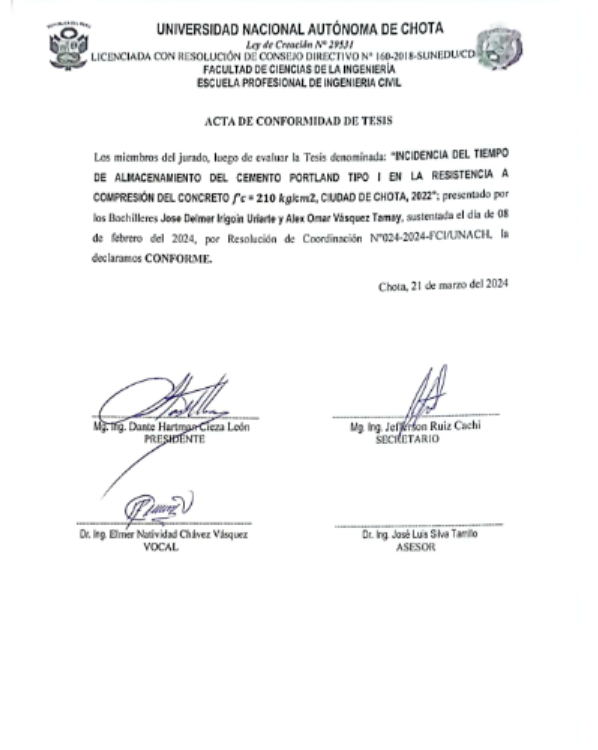 UNIVERSIDAD NACIONAL AUTÓNOMA DE CHOTA
Ley de Creación N° 29531
LICENCIADA CON RESOLUCIÓN DE CONSEJO DIRECTIVO N° 160-2018-SUNEDU/CD
FACULTAD DE CIENCIAS DE LA INGENIERÍA
ESCUELA PROFESIONAL DE INGENIERIA CIVIL
ACTA DE CONFORMIDAD DE TESIS
Los miembros del jurado, luego de evaluar la Tesis denominada: "INCIDENCIA DEL TIEMPO
DE ALMACENAMIENTO DEL CEMENTO PORTLAND TIPO I EN LA RESISTENCIA A
COMPRESIÓN DEL CONCRETO f'c = 210 kg/cm2, CIUDAD DE CHOTA, 2022"; presentado por
los Bachilleres Jose Delmer Irigoin Uriarte y Alex Omar Vásquez Tamay, sustentada el día de 08
de febrero del 2024, por Resolución de Coordinación N°024-2024-FCI/UNACH, la
declaramos CONFORME.
Chota, 21 de marzo del 2024
Mg. Ing. Dante Hartman Cieza León
PRESIDENTE
Mg. Ing. Jefferson Ruiz Cachi
SECRETARIO
Dr. Ing. Elmer Natividad Chávez Vásquez
VOCAL
Dr. Ing. José Luis Silva Tarrillo
ASESOR